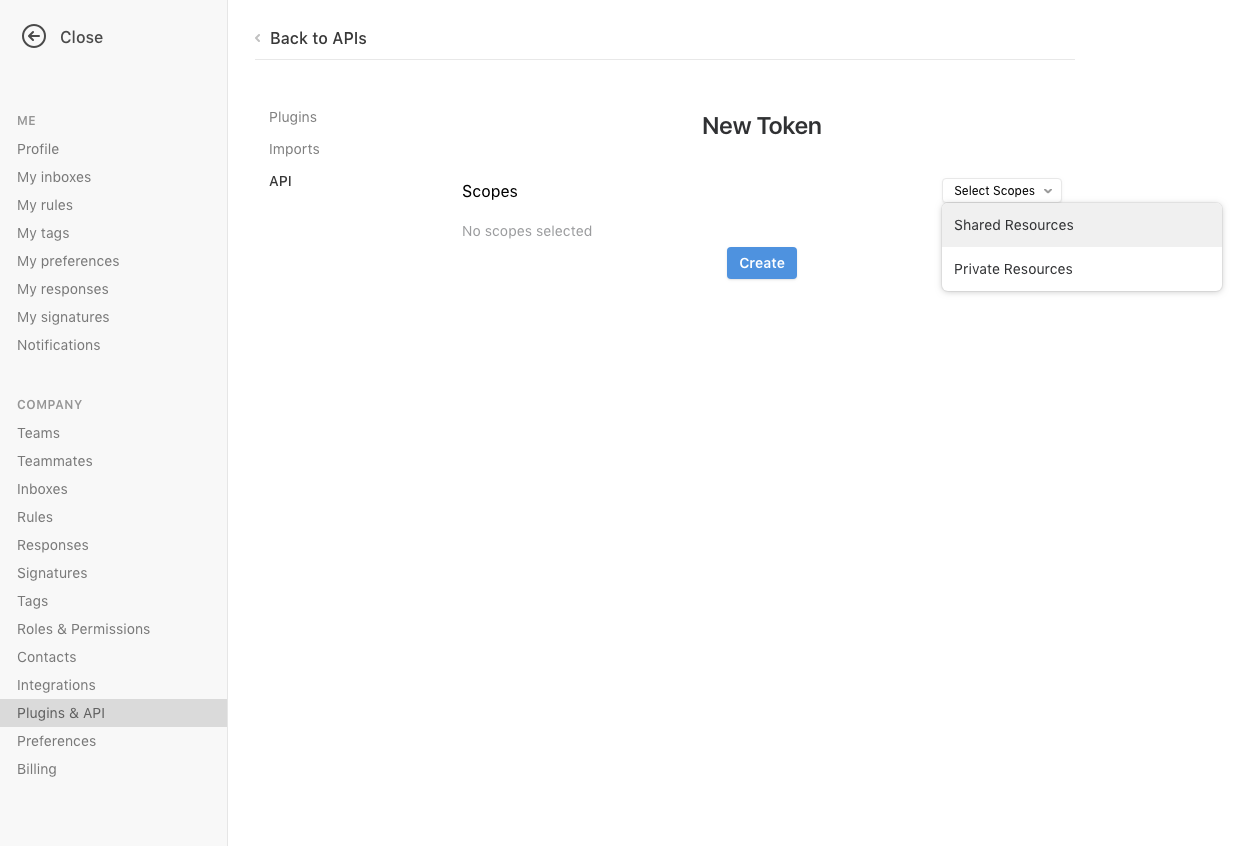 Close
ME
Profile
My inboxes
My rules
My tags
My preferences
My responses
My signatures
Notifications
COMPANY
Teams
Teammates
Inboxes
Rules
Responses
Signatures
Tags
Roles & Permissions
Contacts
Integrations
Plugins & API
Preferences
Billing
Back to APIs
Plugins
Imports
API
New Token
Scopes
Select Scopes
No scopes selected
Shared Resources
Private Resources
Create